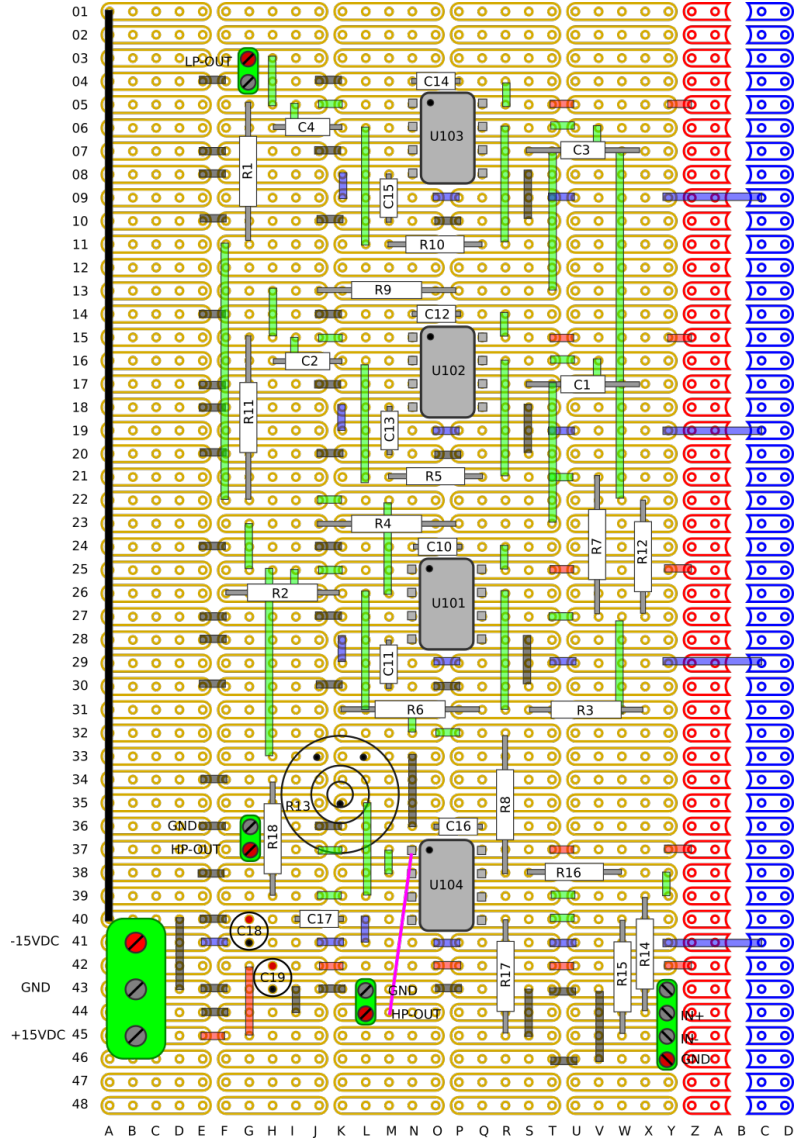 01
02
03
LP-OUT
04
C14
05
06
C4
U103
C3
07
R1
08
C15
09
10
11
R10
12
13
R9
14
C12
15
16
C2
U102
17
C1
R11
18
C13
19
20
21
R5
22
23
R4
R7
R12
24
C10
25
26
R2
U101
27
28
C11
29
30
31
R6
R3
32
33
34
35
R13
R8
36
GND
R18
C16
37
HP-OUT
38
U104
R16
39
40
C17
C18
-15VDC
41
R17
R15
R14
42
C19
GND
43
GND
44
HP-OUT
IN+
+15VDC
45
IN-
46
GND
47
48
A B C D E F G H I J K L M N O P Q R S T U V W X Y Z A B C D